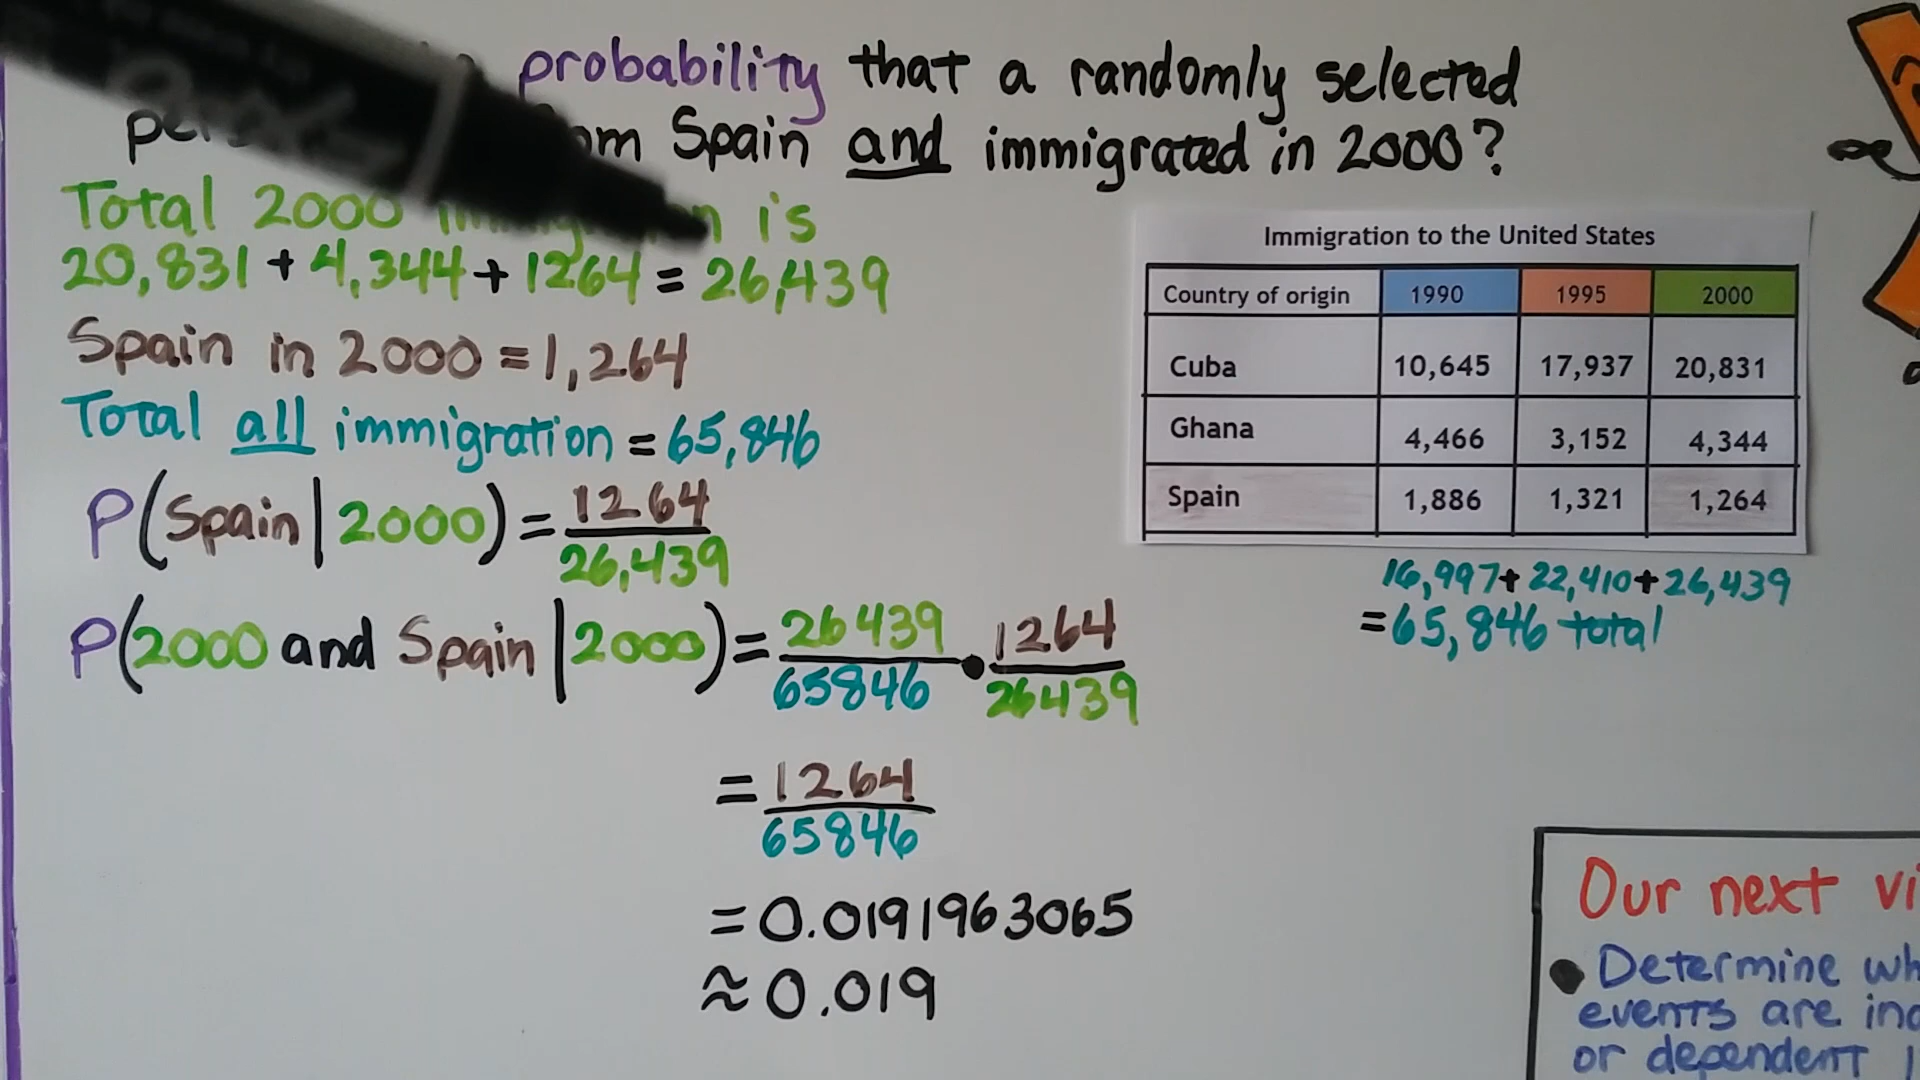 probability that a randomly selected
Spain and immigrated in 2000?
Total 2000 is
20,831 + 4,344 + 1264 = 26,439
Spain in 2000 = 1,264
Total all immigration = 65,846
P(Spain | 2000) = 1264/26,439
P(2000 and Spain | 2000) = 26439/65846 • 1264/26439
= 1264/65846
= 0.0191963065
≈ 0.019
Immigration to the United States
Country of origin 1990 1995 2000
Cuba 10,645 17,937 20,831
Ghana 4,466 3,152 4,344
Spain 1,886 1,321 1,264
16,997 + 22,410 + 26,439
= 65,846 total
Our next
• Determine
events are
or dependent